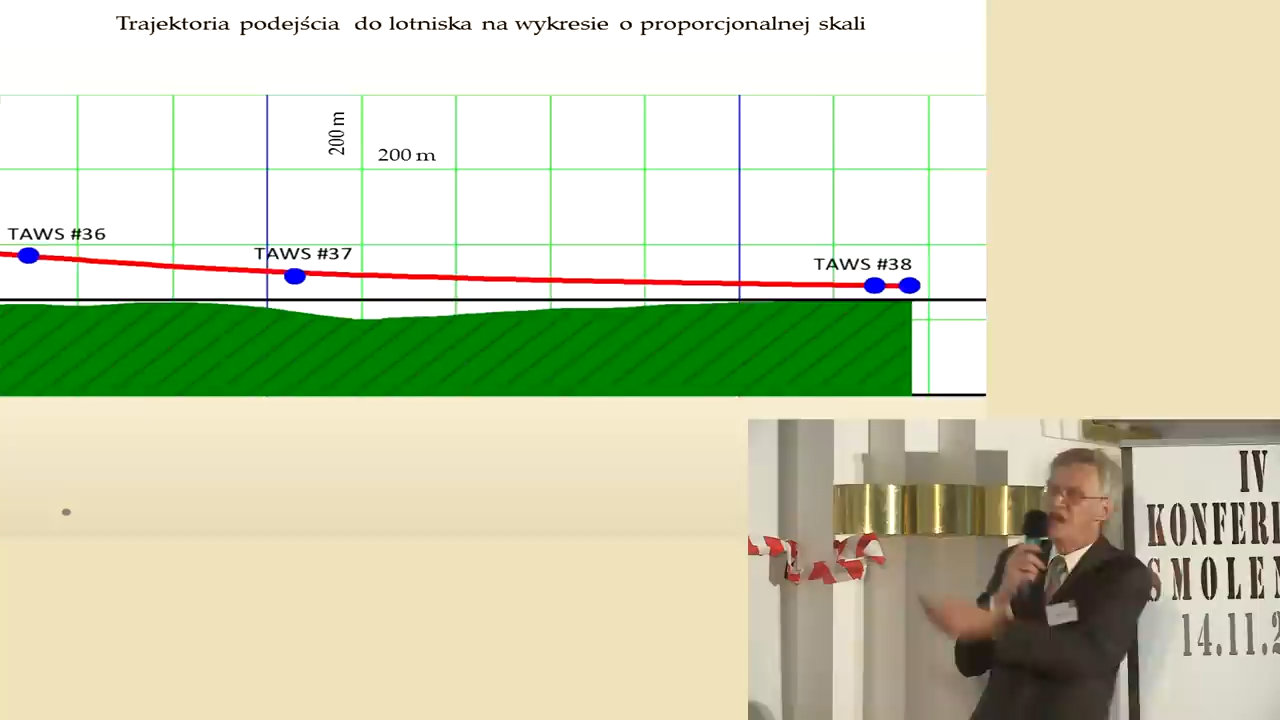 Trajektoria podejścia do lotniska na wykresie o proporcjonalnej skali
200 m
200 m
TAWS #36
TAWS #37
TAWS #38
IV
KONFER
SMOLEN
14.11.2